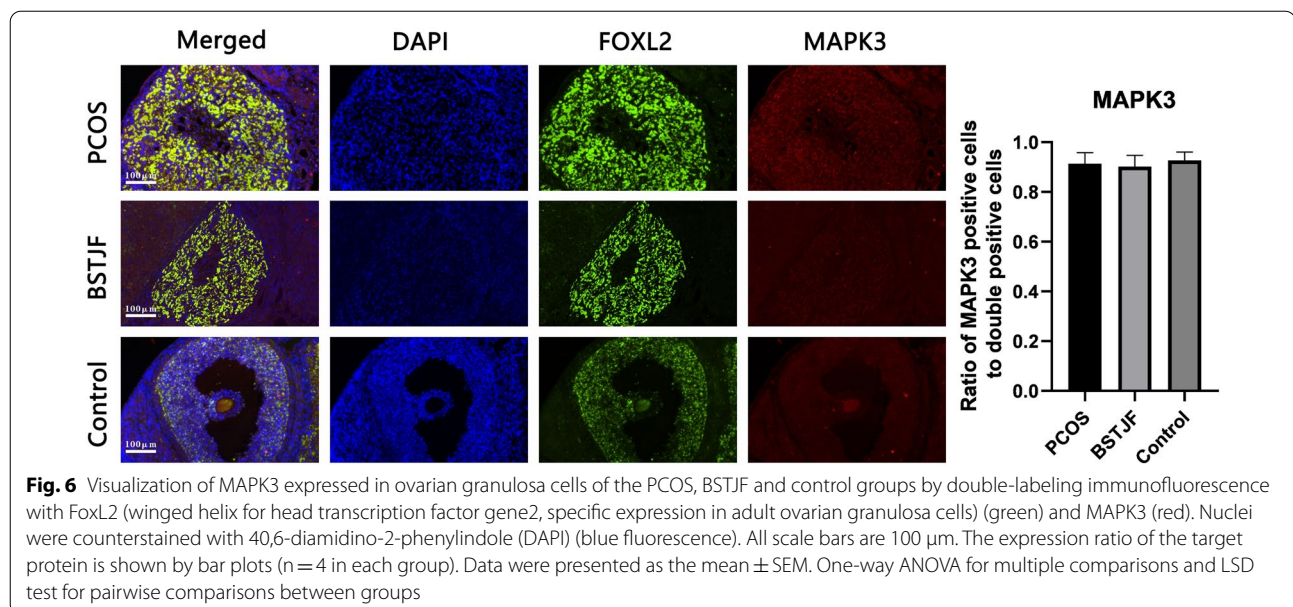 Merged DAPI FOXL2 MAPK3
PCOS
100μm
BSTJF
100μm
Control
100μm
MAPK3
Ratio of MAPK3 positive cells
to double positive cells
1.0
0.8
0.6
0.4
0.2
0.0
PCOS
BSTJF
Control
Fig. 6 Visualization of MAPK3 expressed in ovarian granulosa cells of the PCOS, BSTJF and control groups by double-labeling immunofluorescence
with FoxL2 (winged helix for head transcription factor gene2, specific expression in adult ovarian granulosa cells) (green) and MAPK3 (red). Nuclei
were counterstained with 40,6-diamidino-2-phenylindole (DAPI) (blue fluorescence). All scale bars are 100 μm. The expression ratio of the target
protein is shown by bar plots (n = 4 in each group). Data were presented as the mean ± SEM. One-way ANOVA for multiple comparisons and LSD
test for pairwise comparisons between groups